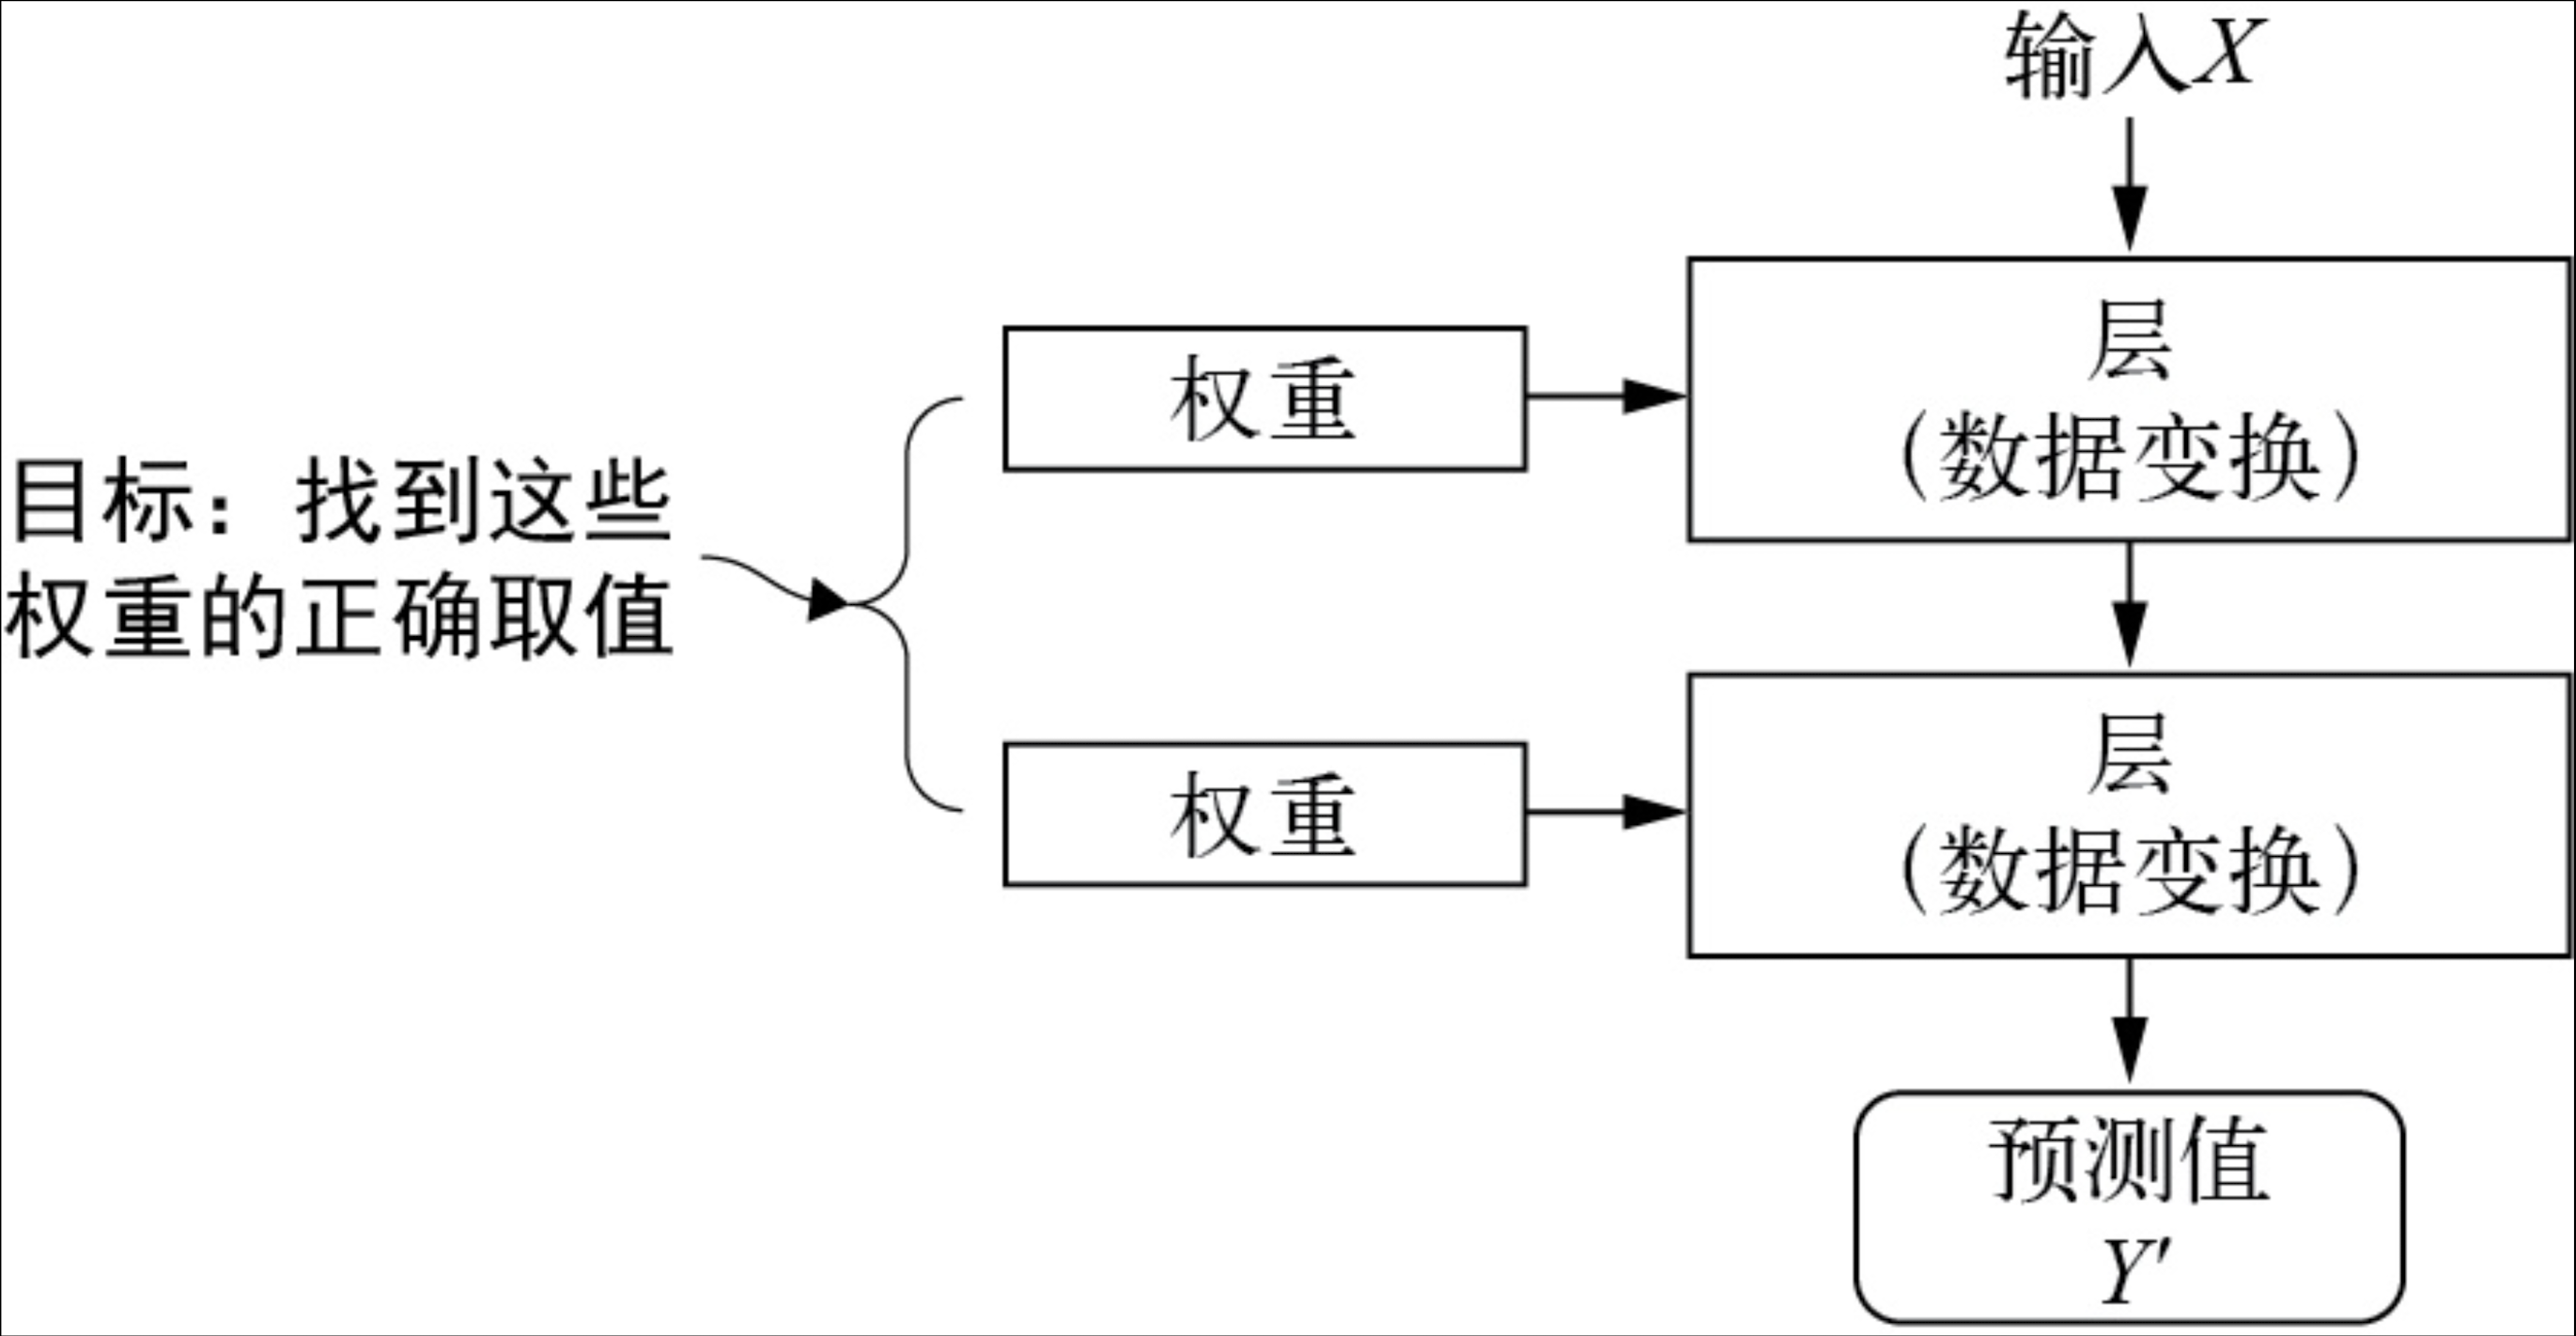 输入X
层
(数据变换)
权重
目标：找到这些
权重的正确取值
权重
层
(数据变换)
预测值
Y′